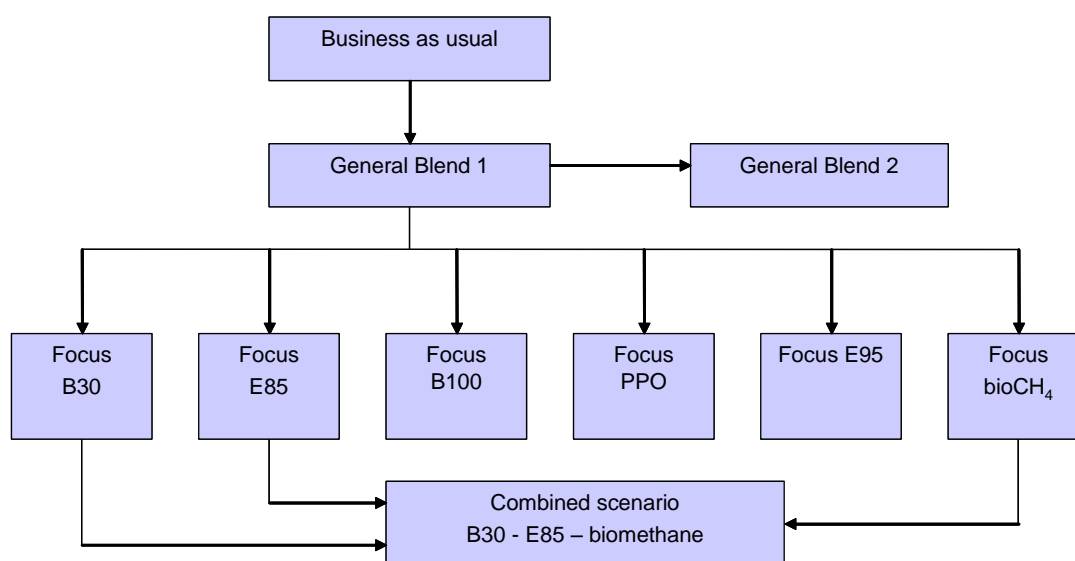 Business as usual
General Blend 1
General Blend 2
Focus
B30
Focus
E85
Focus
B100
Focus
PPO
Focus E95
Focus
bioCH₄
Combined scenario
B30 - E85 – biomethane